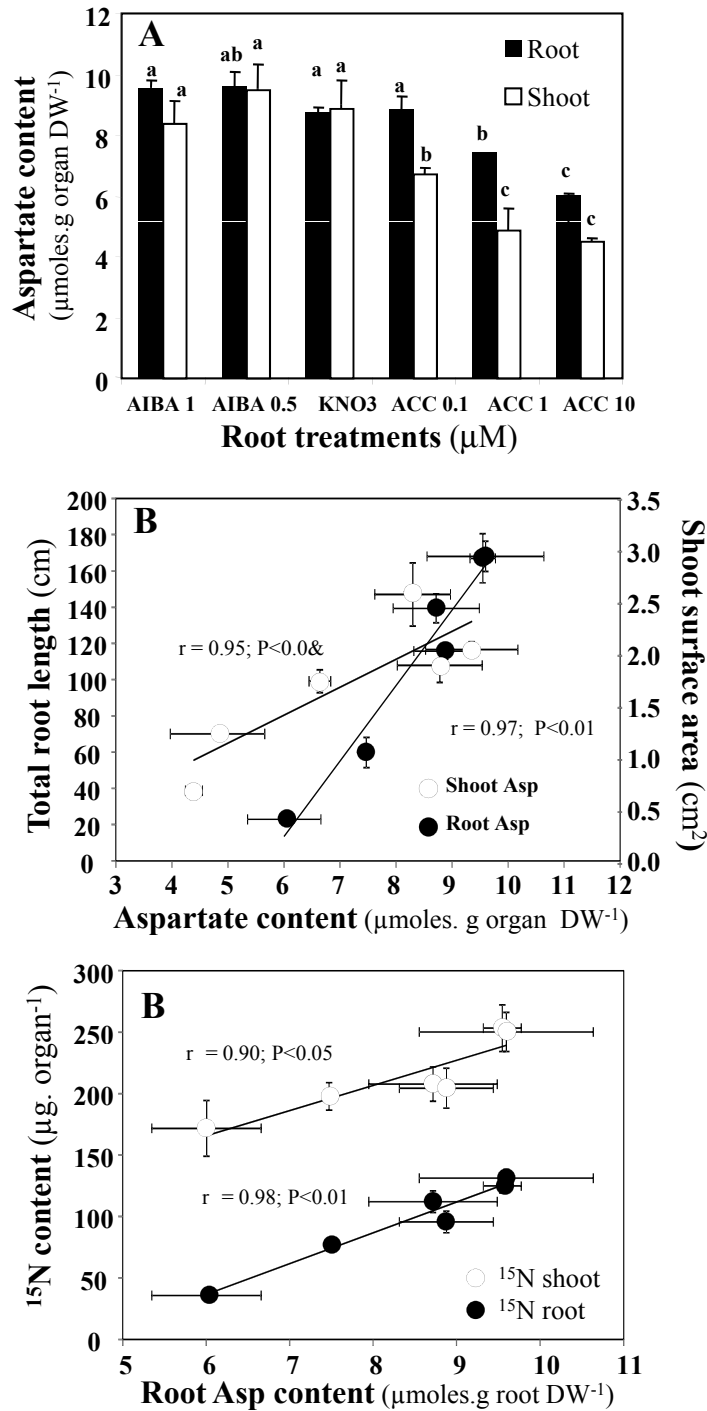 A
Aspartate content
(µmoles.g organ DW-1)
12
10
8
6
4
2
0
a
a
ab
a
a
a
a
b
b
c
c
c
Root
Shoot
AIBA 1
AIBA 0.5
KNO3
ACC 0.1
ACC 1
ACC 10
Root treatments (µM)
B
Total root length (cm)
200
180
160
140
120
100
80
60
40
20
0
3.5
3.0
2.5
2.0
1.5
1.0
0.5
0.0
Shoot surface area (cm2)
r = 0.95; P<0.0&
r = 0.97; P<0.01
Shoot Asp
Root Asp
3 4 5 6 7 8 9 10 11 12
Aspartate content (µmoles. g organ DW-1)
B
15N content (µg. organ-1)
300
250
200
150
100
50
0
r = 0.90; P<0.05
r = 0.98; P<0.01
15N shoot
15N root
5 6 7 8 9 10 11
Root Asp content (µmoles.g root DW-1)